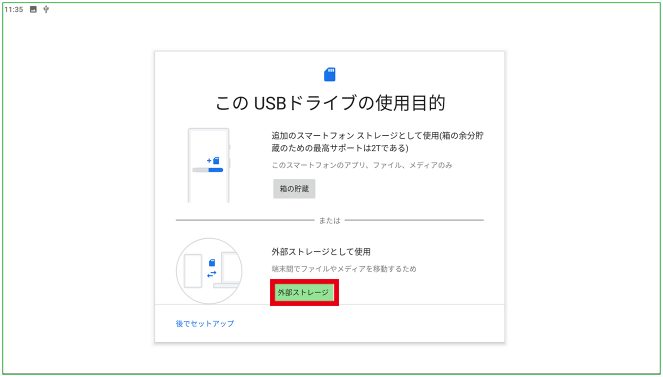 11:35
この USBドライブの使用目的
追加のスマートフォン ストレージとして使用(箱の余分貯
蔵のための最高サポートは2Tである)
このスマートフォンのアプリ、ファイル、メディアのみ
箱の貯蔵
または
外部ストレージとして使用
端末間でファイルやメディアを移動するため
外部ストレージ
後でセットアップ